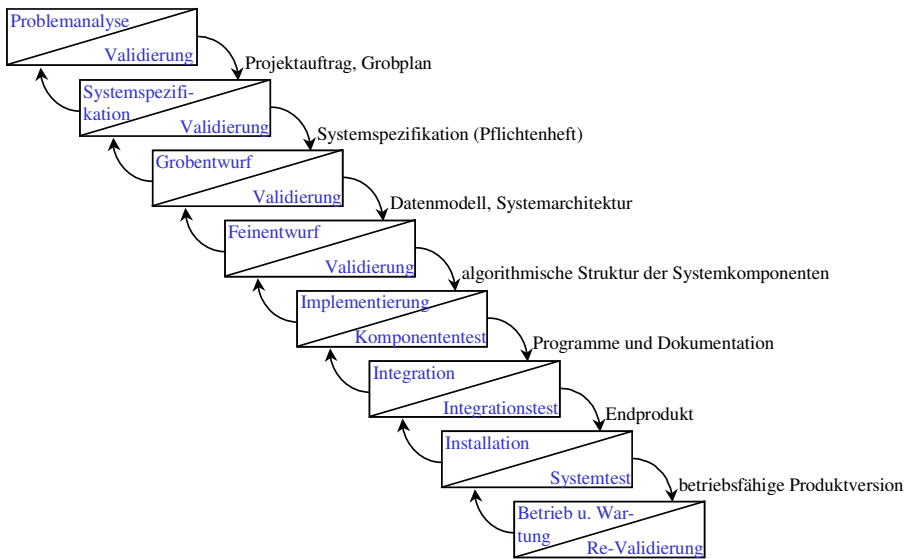 Problemanalyse
Validierung
Projektauftrag, Grobplan
Systemspezifi-
kation
Validierung
Systemspezifikation (Pflichtenheft)
Grobentwurf
Validierung
Datenmodell, Systemarchitektur
Feinentwurf
Validierung
algorithmische Struktur der Systemkomponenten
Implementierung
Komponententest
Programme und Dokumentation
Integration
Integrationstest
Endprodukt
Installation
Systemtest
betriebsfähige Produktversion
Betrieb u. War-
tung
Re-Validierung